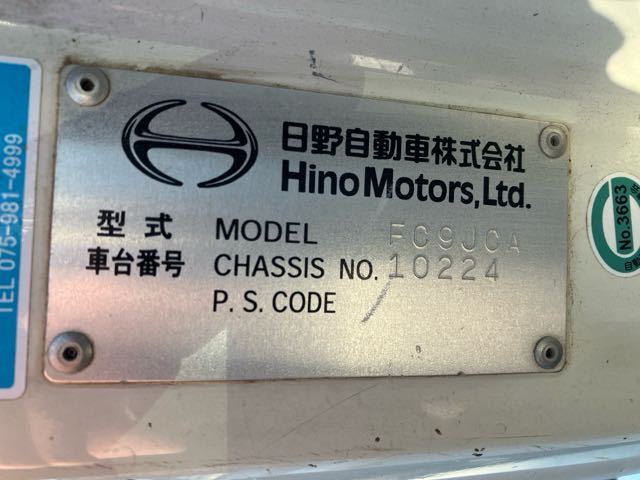 日野自動車株式会社
Hino Motors, Ltd.
型式 MODEL FC9JCA
車台番号 CHASSIS NO. 10224
P. S. CODE
TEL 075-981-4999
No.3663